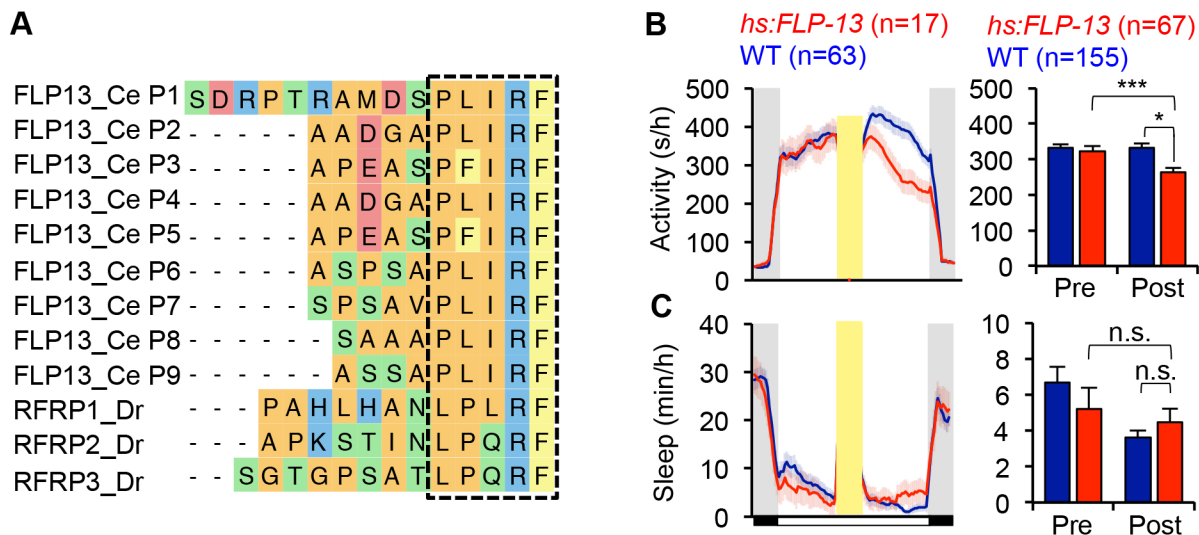 A
FLP13_Ce P1 S D R P T R A M D S P L I R F
FLP13_Ce P2 - - - - - A A D G A P L I R F
FLP13_Ce P3 - - - - - A P E A S P F I R F
FLP13_Ce P4 - - - - - A A D G A P L I R F
FLP13_Ce P5 - - - - - A P E A S P F I R F
FLP13_Ce P6 - - - - - A S P S A P L I R F
FLP13_Ce P7 - - - - - S P S A V P L I R F
FLP13_Ce P8 - - - - - - S A A A P L I R F
FLP13_Ce P9 - - - - - - A S S A P L I R F
RFRP1_Dr - - - P A H L H A N L P L R F
RFRP2_Dr - - - A P K S T I N L P Q R F
RFRP3_Dr - - S G T G P S A T L P Q R F
B
hs:FLP-13 (n=17)
WT (n=63)
Activity (s/h)
500
400
300
200
100
0
hs:FLP-13 (n=67)
WT (n=155)
500
400
300
200
100
0
***
*
Pre Post
C
Sleep (min/h)
40
30
20
10
0
10
8
6
4
2
0
n.s.
n.s.
Pre Post